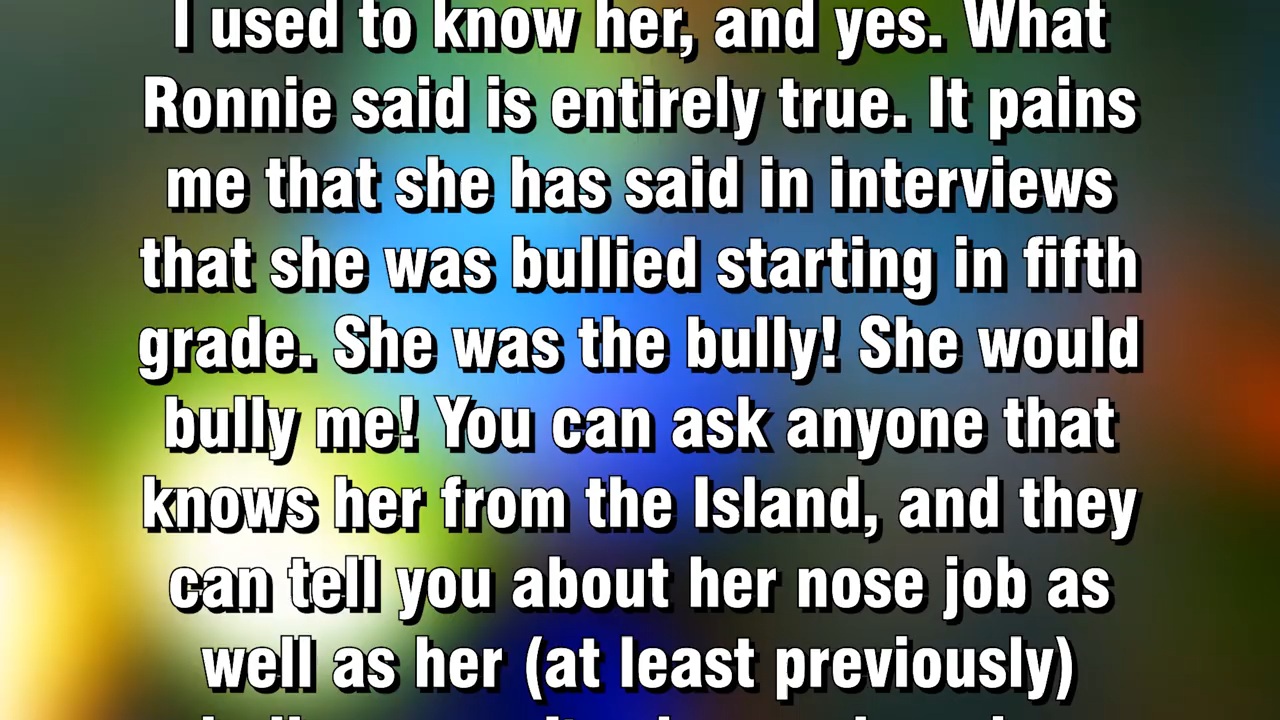 I used to know her, and yes. What
Ronnie said is entirely true. It pains
me that she has said in interviews
that she was bullied starting in fifth
grade. She was the bully! She would
bully me! You can ask anyone that
knows her from the Island, and they
can tell you about her nose job as
well as her (at least previously)